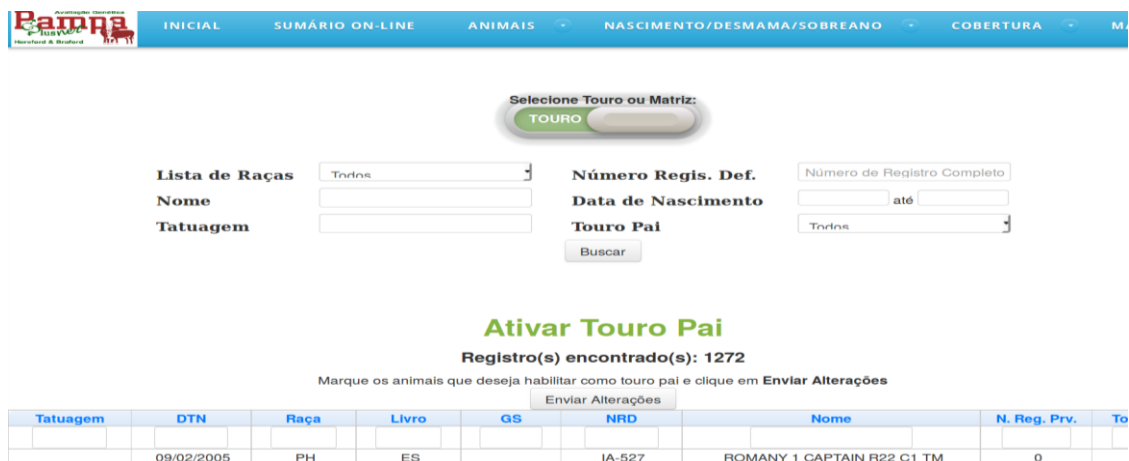 Avaliação Genética
Pampa
Plus
Hereford & Braford
INICIAL SUMÁRIO ON-LINE ANIMAIS NASCIMENTO/DESMAMA/SOBREANO COBERTURA
Selecione Touro ou Matriz:
TOURO
Lista de Raças Todos Número Regis. Def. Número de Registro Completo
Nome Data de Nascimento até
Tatuagem Touro Pai Todos
Buscar
Ativar Touro Pai
Registro(s) encontrado(s): 1272
Marque os animais que deseja habilitar como touro pai e clique em Enviar Alterações
Enviar Alterações
Tatuagem DTN Raça Livro GS NRD Nome N. Reg. Prv.
09/02/2005 PH ES IA-527 ROMANY 1 CAPTAIN R22 C1 TM 0